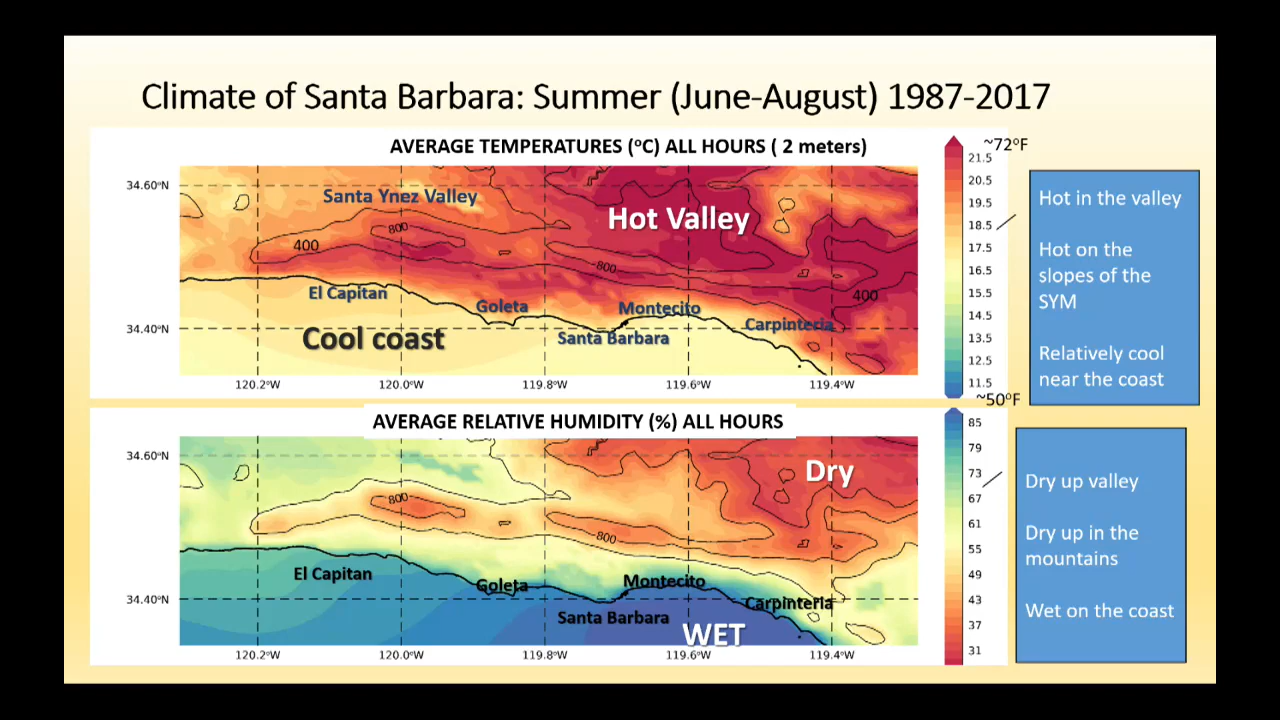 Climate of Santa Barbara: Summer (June-August) 1987-2017
AVERAGE TEMPERATURES (ºC) ALL HOURS ( 2 meters)
~72ºF
34.60°N
34.40°N
Santa Ynez Valley
Hot Valley
800
400
800
400
El Capitan
Goleta
Montecito
Carpinteria
Cool coast
Santa Barbara
120.2°W
120.0°W
119.8°W
119.6°W
119.4°W
21.5
20.5
19.5
18.5
17.5
16.5
15.5
14.5
13.5
12.5
11.5
~50ºF
Hot in the valley
Hot on the
slopes of the
SYM
Relatively cool
near the coast
AVERAGE RELATIVE HUMIDITY (%) ALL HOURS
34.60°N
34.40°N
Dry
800
800
El Capitan
Goleta
Montecito
Carpinteria
Santa Barbara
WET
120.2°W
120.0°W
119.8°W
119.6°W
119.4°W
85
79
73
67
61
55
49
43
37
31
Dry up valley
Dry up in the
mountains
Wet on the coast